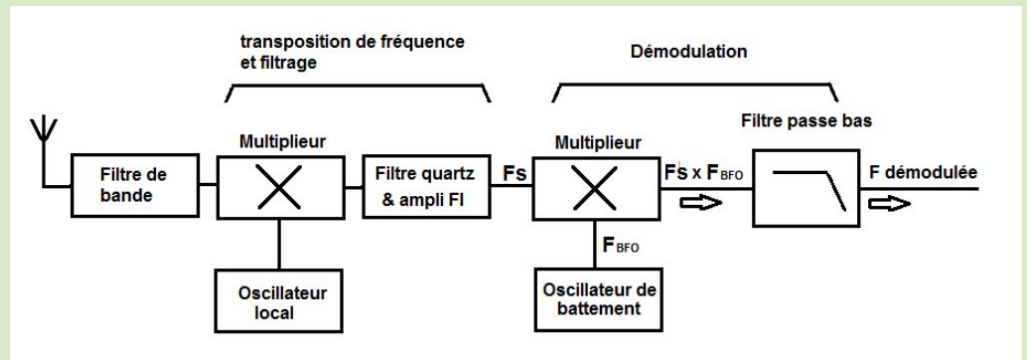 transposition de fréquence
et filtrage
Démodulation
Filtre passe bas
Multiplieur
Multiplieur
Filtre de
bande
Filtre quartz
& ampli FI
Fs
Fs x FBFO
F démodulée
FBFO
Oscillateur
local
Oscillateur de
battement